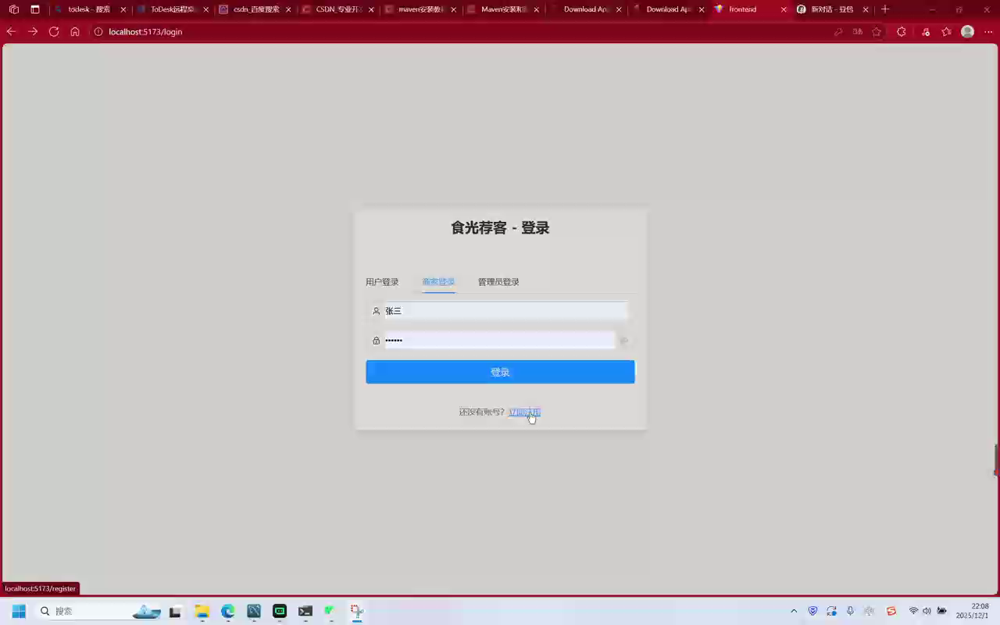 todesk - 搜索
ToDesk远程桌
csdn_百度搜索
CSDN_专业开
maven安装教
Maven安装和
Download Ap
Download Ap
frontend
新对话 - 豆包
localhost:5173/login
食光荐客 - 登录
用户登录
商家登录
管理员登录
张三
••••••
登录
还没有账号? 立即注册
localhost:5173/register
搜索
中
22:08
2025/12/1